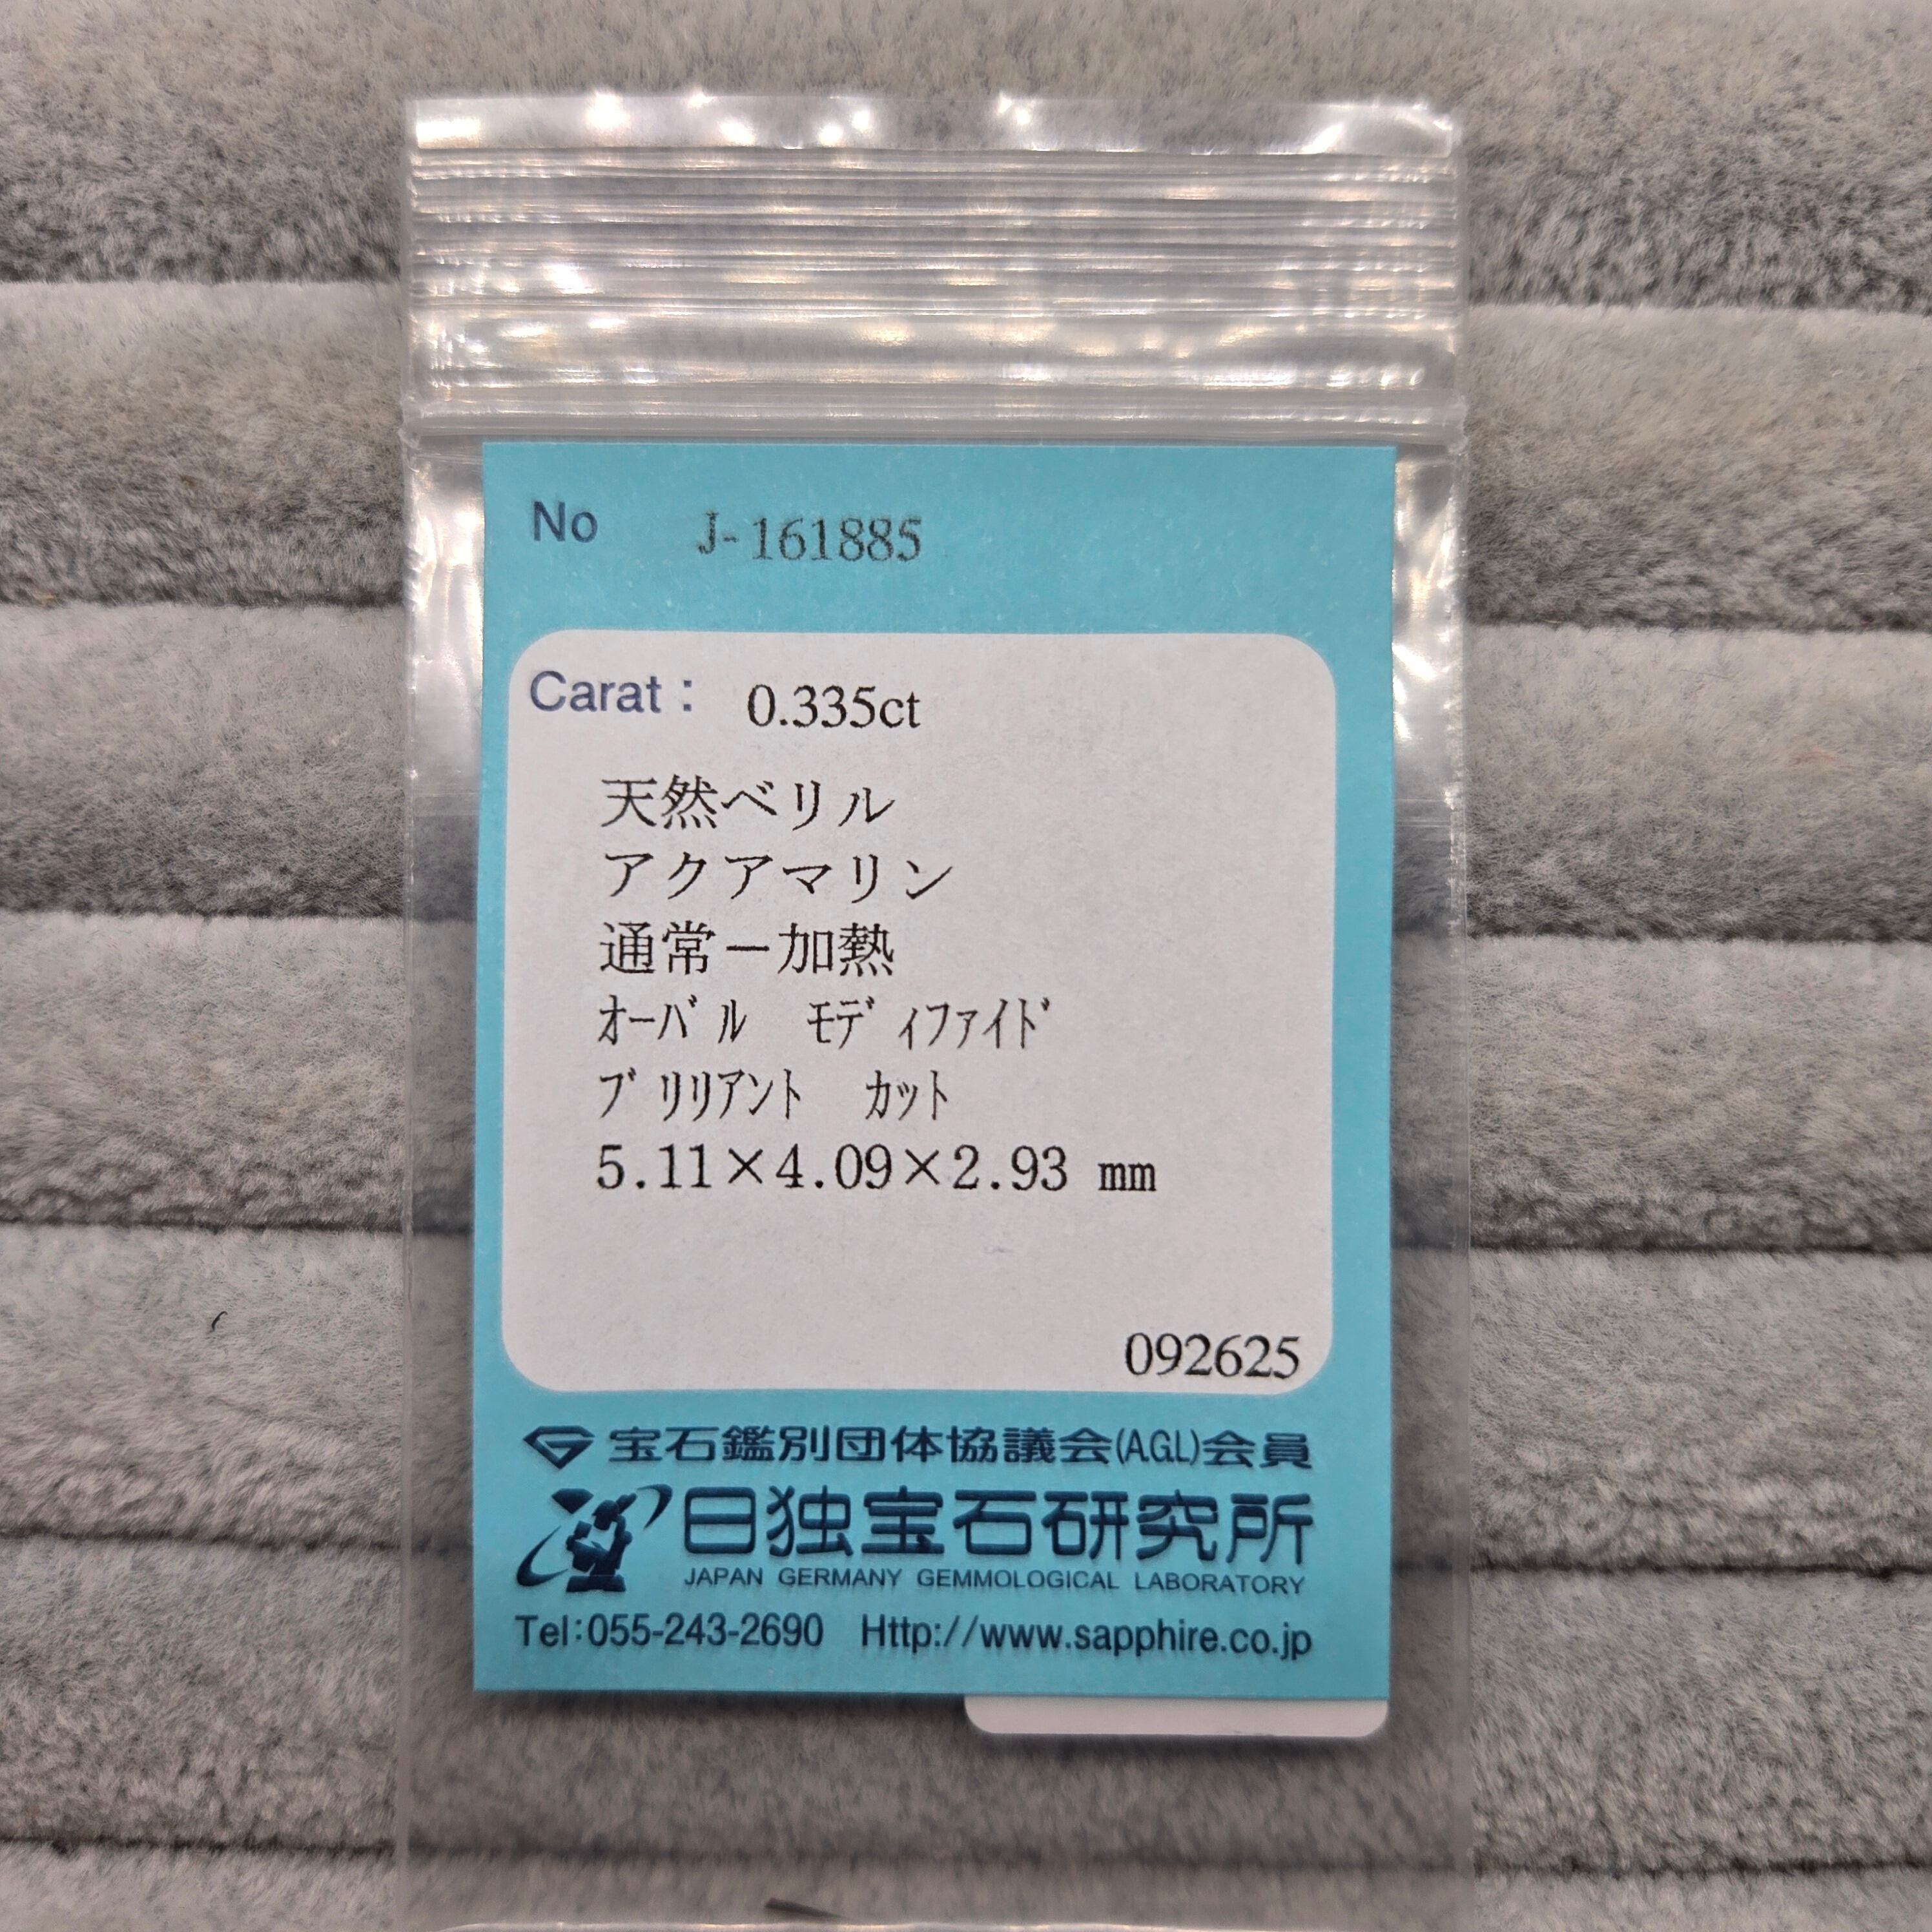 No J-161885
Carat: 0.335ct
天然ベリル
アクアマリン
通常－加熱
ｵｰﾊﾞﾙ ﾓﾃﾞｨﾌｧｲﾄﾞ
ﾌﾞﾘﾘｱﾝﾄ ｶｯﾄ
5.11×4.09×2.93 mm
092625
宝石鑑別団体協議会(AGL)会員
日独宝石研究所
JAPAN GERMANY GEMMOLOGICAL LABORATORY
Tel:055-243-2690 Http://www.sapphire.co.jp